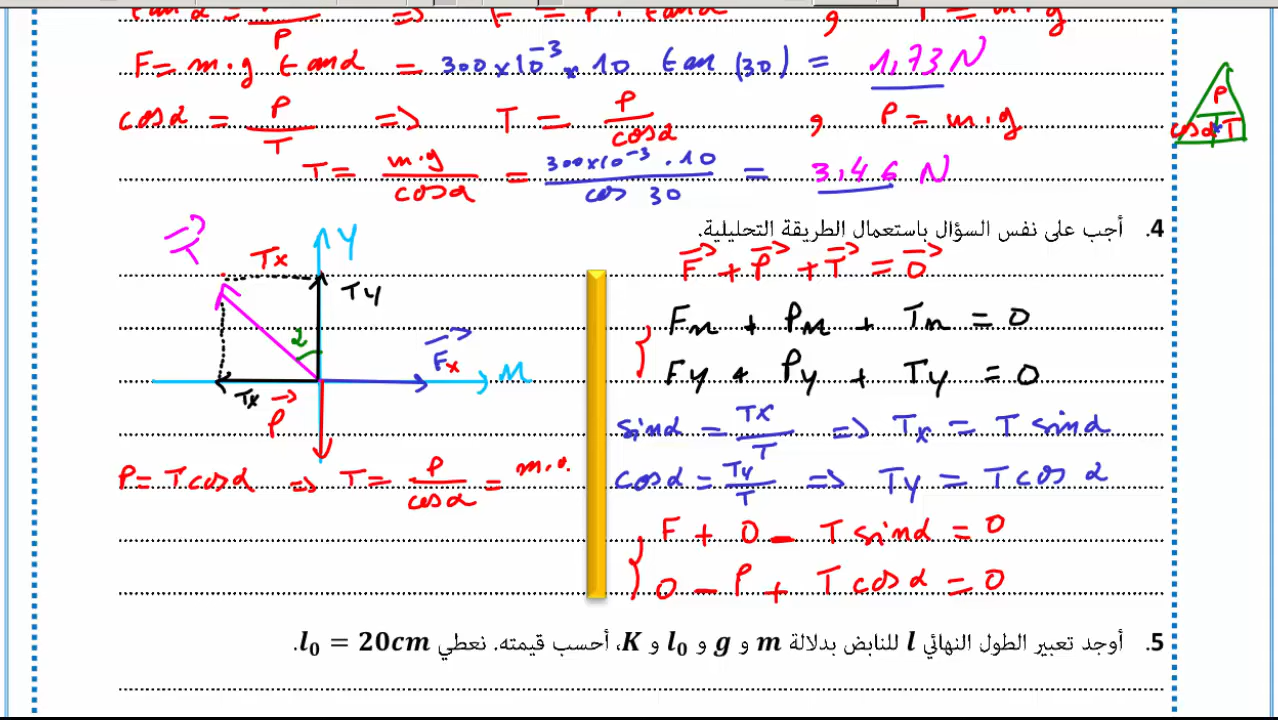 tanα = P ⟹ F = P . tanα , P = m.g
F = m.g tanα = 300×10⁻³×10 tan(30) = 1,73 N
cosα = P/T ⟹ T = P/cosα , P = m.g
P
cosα * T
T = m.g/cosα = 300×10⁻³.10/cos 30 = 3,46 N
4. أجب على نفس السؤال باستعمال الطريقة التحليلية.
F⃗ + P⃗ + T⃗ = 0⃗
T⃗ Tx Y
Ty
α F⃗x
x
Tx P⃗
Fx + Px + Tx = 0
Fy + Py + Ty = 0
sinα = Tx/T ⟹ Tx = T sinα
cosα = Ty/T ⟹ Ty = T cosα
P = T cosα ⟹ T = P/cosα = m.g
F + 0 - T sinα = 0
0 - P + T cosα = 0
5. أوجد تعبير الطول النهائي l للنابض بدلالة m و g و l₀ و K، أحسب قيمته. نعطي l₀ = 20cm.